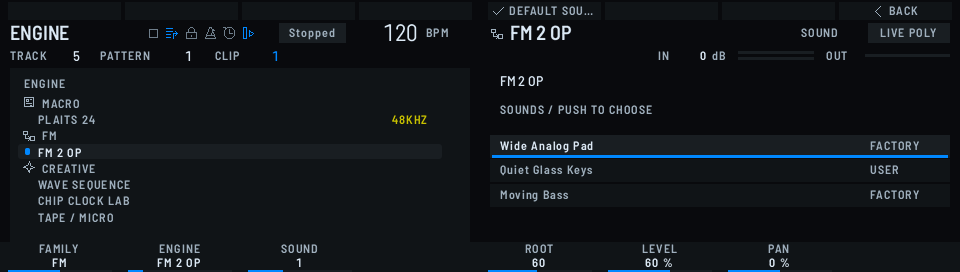 DEFAULT SOU...
BACK
ENGINE
Stopped
120 BPM
FM 2 OP
SOUND
LIVE POLY
TRACK 5 PATTERN 1 CLIP 1
IN 0 dB OUT
ENGINE
MACRO
PLAITS 24 48KHZ
FM
FM 2 OP
CREATIVE
WAVE SEQUENCE
CHIP CLOCK LAB
TAPE / MICRO
FM 2 OP
SOUNDS / PUSH TO CHOOSE
Wide Analog Pad FACTORY
Quiet Glass Keys USER
Moving Bass FACTORY
FAMILY ENGINE SOUND
FM FM 2 OP 1
ROOT LEVEL PAN
60 60 % 0 %